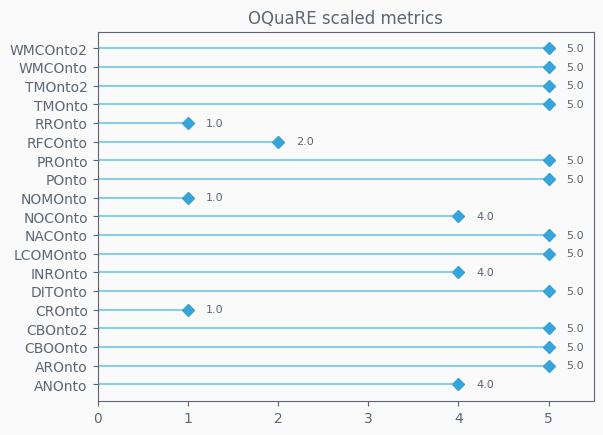 OQuaRE scaled metrics
WMCOnto2 5.0
WMCOnto 5.0
TMOnto2 5.0
TMOnto 5.0
RROnto 1.0
RFCOnto 2.0
PROnto 5.0
POnto 5.0
NOMOnto 1.0
NOCOnto 4.0
NACOnto 5.0
LCOMOnto 5.0
INROnto 4.0
DITOnto 5.0
CROnto 1.0
CBOnto2 5.0
CBOOnto 5.0
AROnto 5.0
ANOnto 4.0
0 1 2 3 4 5